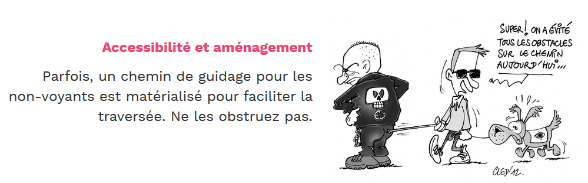 Accessibilité et aménagement
Parfois, un chemin de guidage pour les
non-voyants est matérialisé pour faciliter la
traversée. Ne les obstruez pas.
SUPER! ON A ÉVITÉ
TOUS LES OBSTACLES
SUR LE CHEMIN
AUJOURD'HUI...